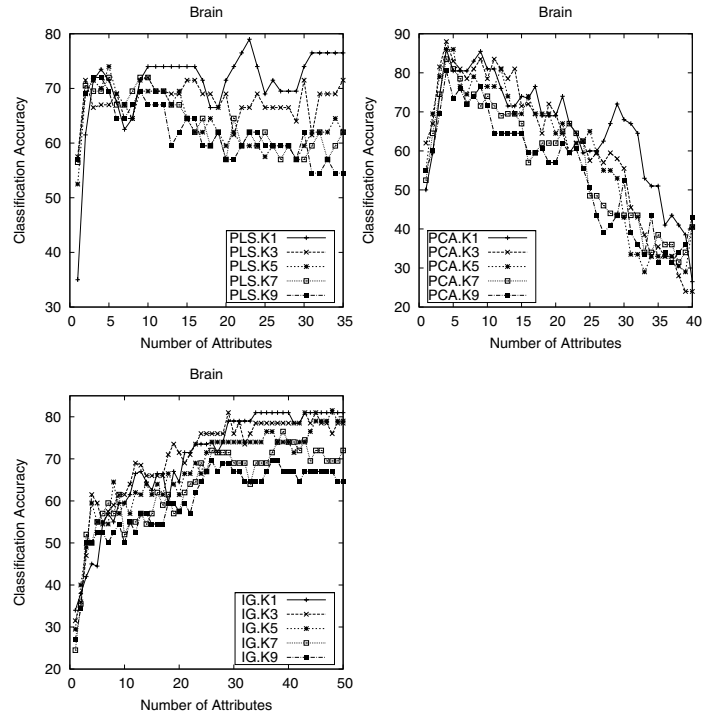 Brain
Classification Accuracy
80
70
60
50
40
30
0 5 10 15 20 25 30 35
Number of Attributes
PLS.K1
PLS.K3
PLS.K5
PLS.K7
PLS.K9
Brain
Classification Accuracy
90
80
70
60
50
40
30
20
0 5 10 15 20 25 30 35 40
Number of Attributes
PCA.K1
PCA.K3
PCA.K5
PCA.K7
PCA.K9
Brain
Classification Accuracy
80
70
60
50
40
30
20
0 10 20 30 40 50
Number of Attributes
IG.K1
IG.K3
IG.K5
IG.K7
IG.K9